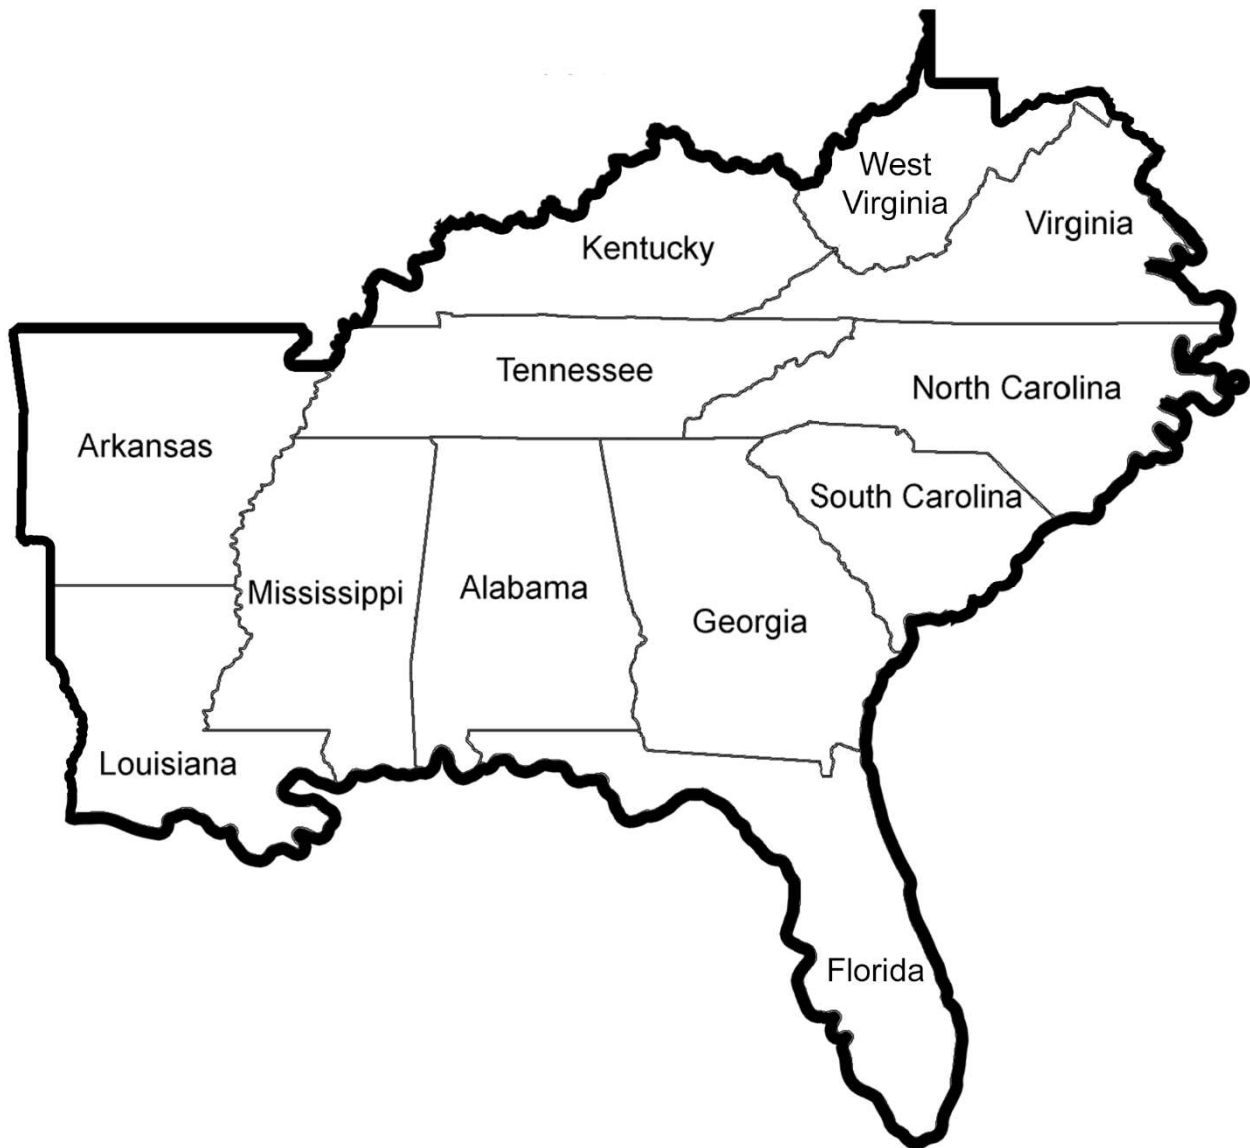 West
Virginia
Virginia
Kentucky
Tennessee
North Carolina
Arkansas
South Carolina
Mississippi
Alabama
Georgia
Louisiana
Florida